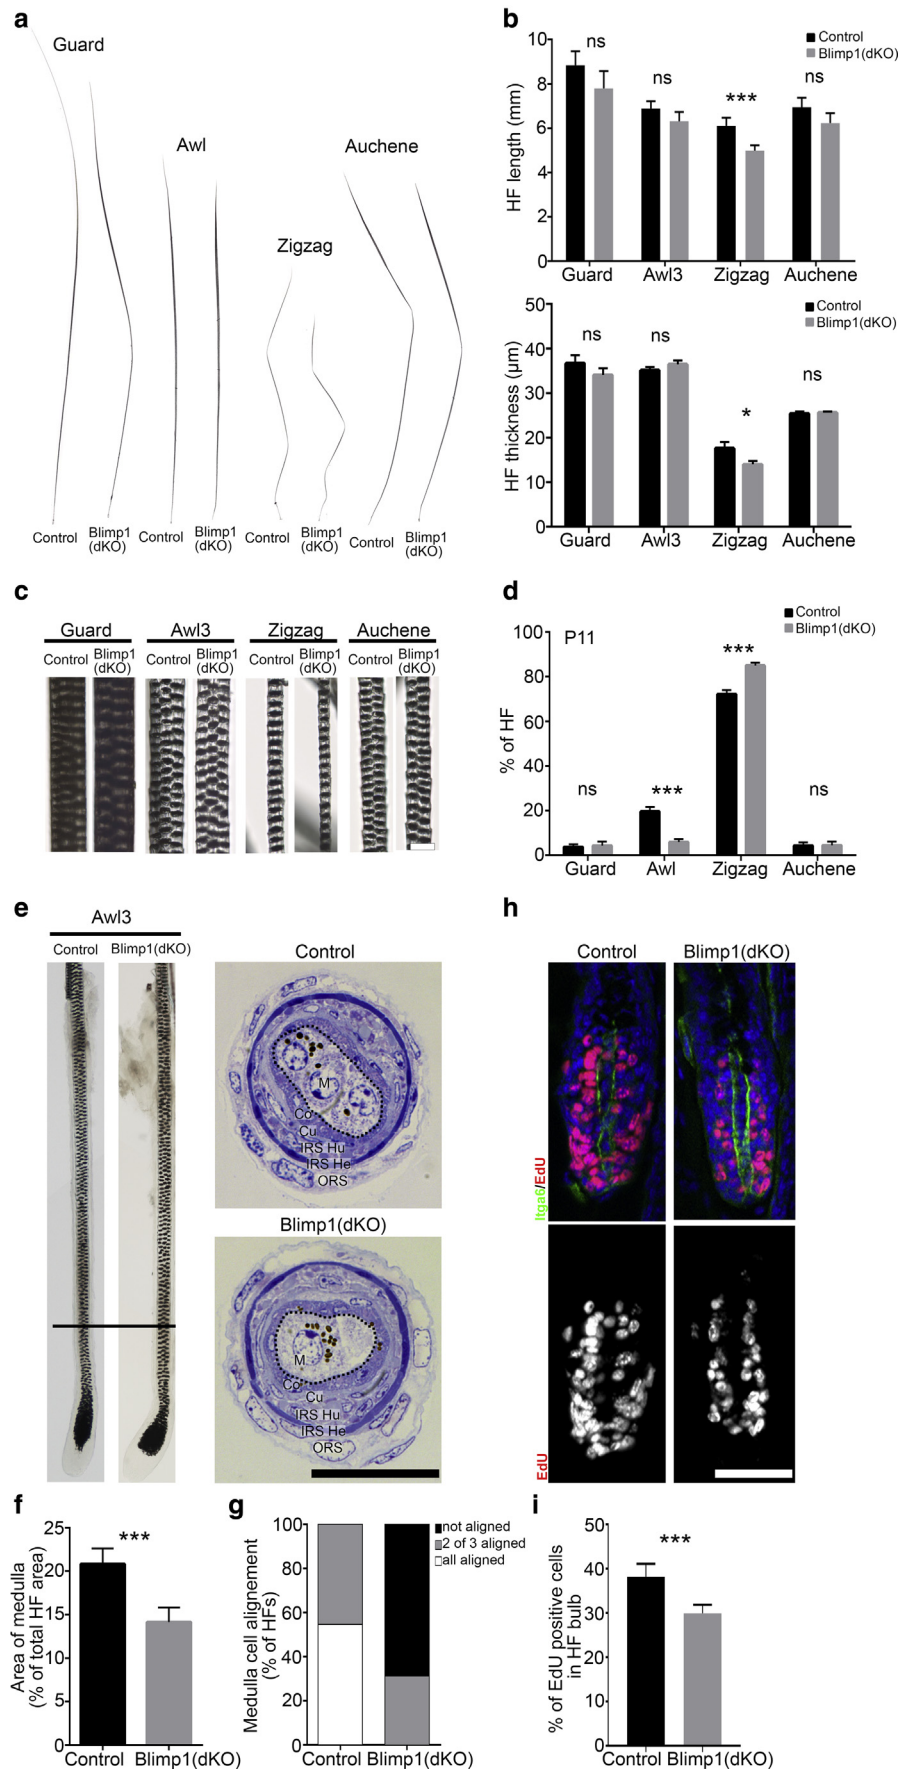 a
Guard
Awl
Auchene
Zigzag
Control
Blimp1
(dKO)
Control
Blimp1
(dKO)
Control
Blimp1
(dKO)
Control
Blimp1
(dKO)
b
HF length (mm)
10
8
6
4
2
0
ns
ns
***
ns
Control
Blimp1(dKO)
Guard Awl3 Zigzag Auchene
HF thickness (µm)
50
40
30
20
10
0
ns
ns
*
ns
Control
Blimp1(dKO)
Guard Awl3 Zigzag Auchene
c
Guard Awl3 Zigzag Auchene
Control Blimp1
(dKO)
Control Blimp1
(dKO)
Control Blimp1
(dKO)
Control Blimp1
(dKO)
d
P11
% of HF
100
80
60
40
20
0
ns
***
***
ns
Control
Blimp1(dKO)
Guard Awl Zigzag Auchene
e
Awl3
Control Blimp1(dKO)
Control
M
Co
Cu
IRS Hu
IRS He
ORS
Blimp1(dKO)
M
Co
Cu
IRS Hu
IRS He
ORS
h
Control Blimp1(dKO)
Itga6/EdU
EdU
f
Area of medulla
(% of total HF area)
25
20
15
10
5
0
***
Control Blimp1(dKO)
g
Medulla cell alignement
(% of HFs)
100
80
60
40
20
0
not aligned
2 of 3 aligned
all aligned
Control Blimp1(dKO)
i
% of EdU positive cells
in HF bulb
50
40
30
20
10
0
***
Control Blimp1(dKO)